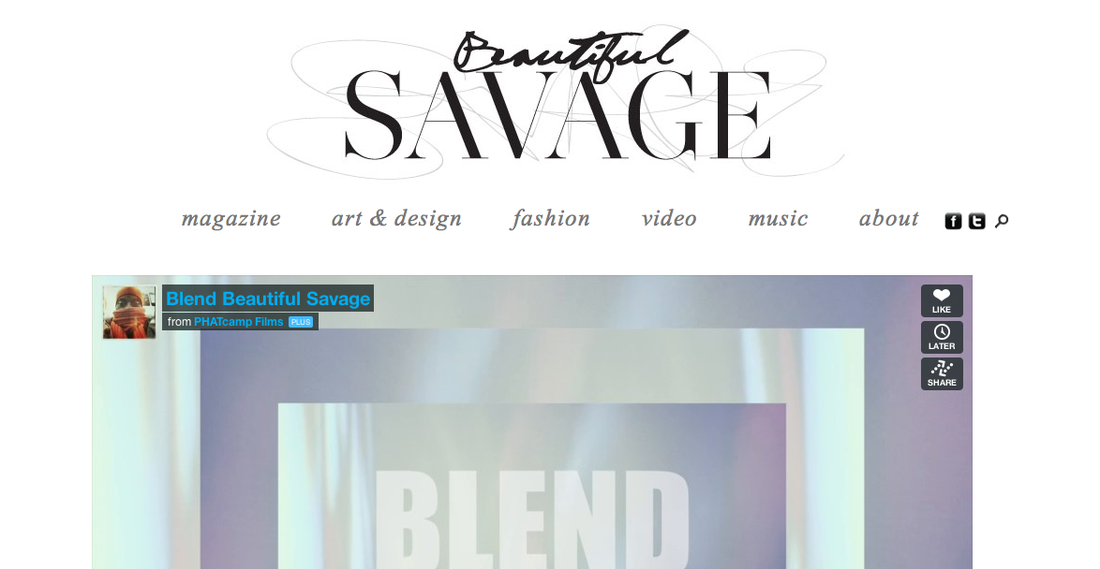 Beautiful
SAVAGE
magazine art & design fashion video music about
Blend Beautiful Savage
from PHATcamp Films PLUS
LIKE
LATER
SHARE
BLEND